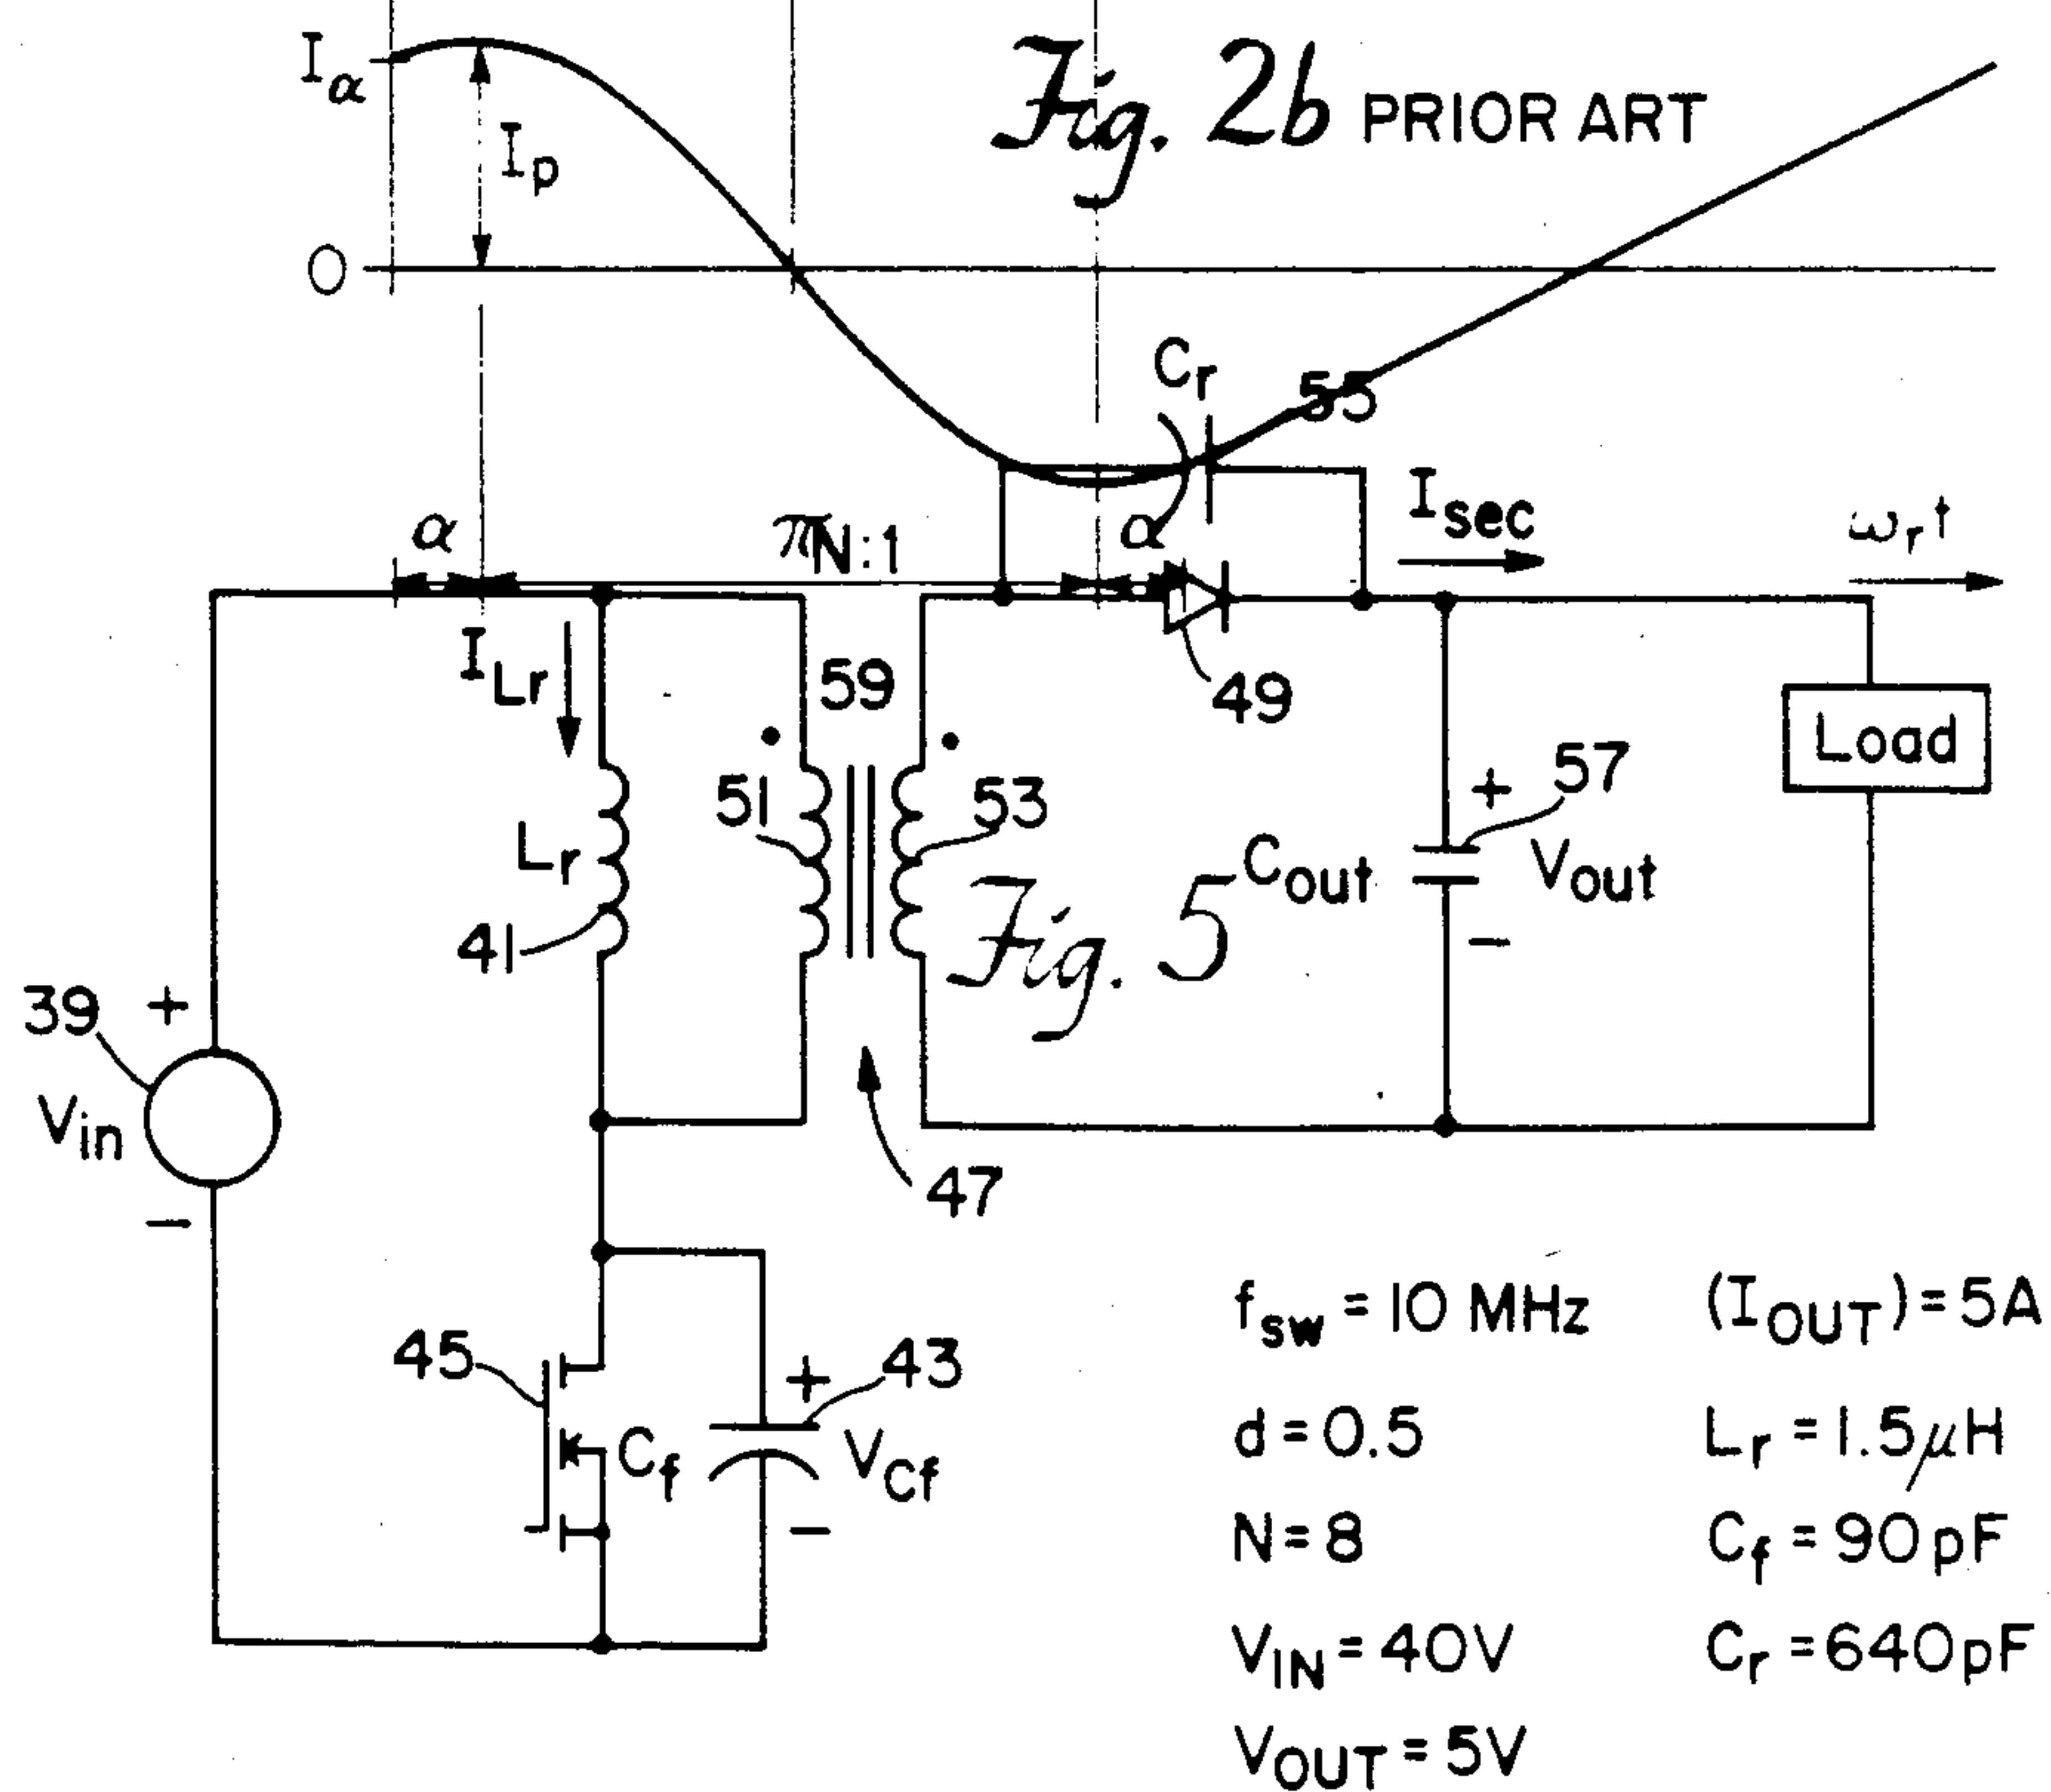 Iα
Ip
Fig. 2b PRIOR ART
0
Cr
55
Isec
α
π
N:1
α
ωrt
ILr
59
49
Load
51
53
57
+
Lr
Cout
Vout
Fig. 5
41
−
39
+
Vin
−
47
45
43
+
Cf
VCf
−
fsw = 10 MHz
(IOUT) = 5A
d = 0.5
Lr = 1.5μH
N = 8
Cf = 90pF
VIN = 40V
Cr = 640pF
VOUT = 5V